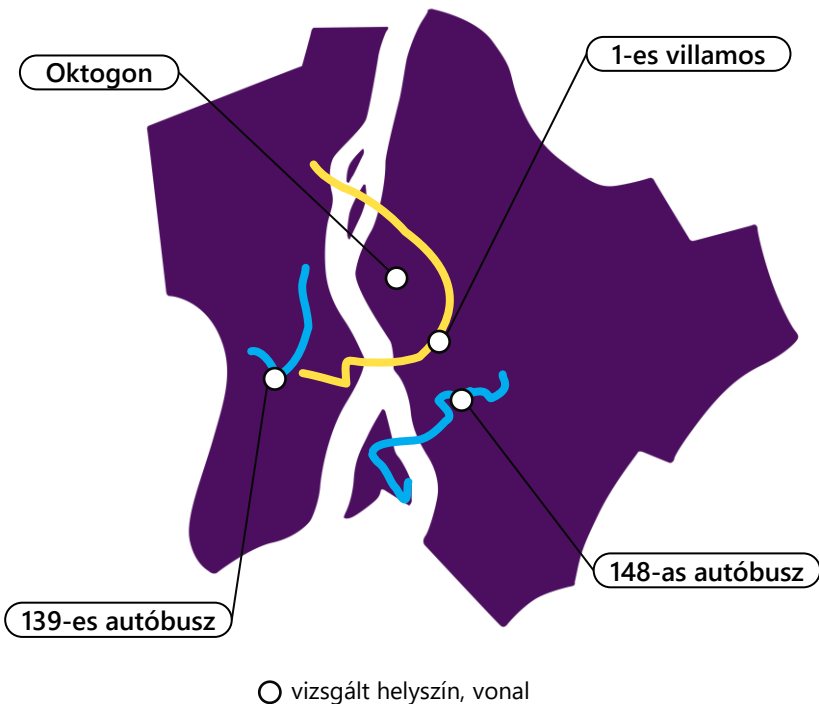 1-es villamos
Oktogon
148-as autóbusz
139-es autóbusz
vizsgált helyszín, vonal